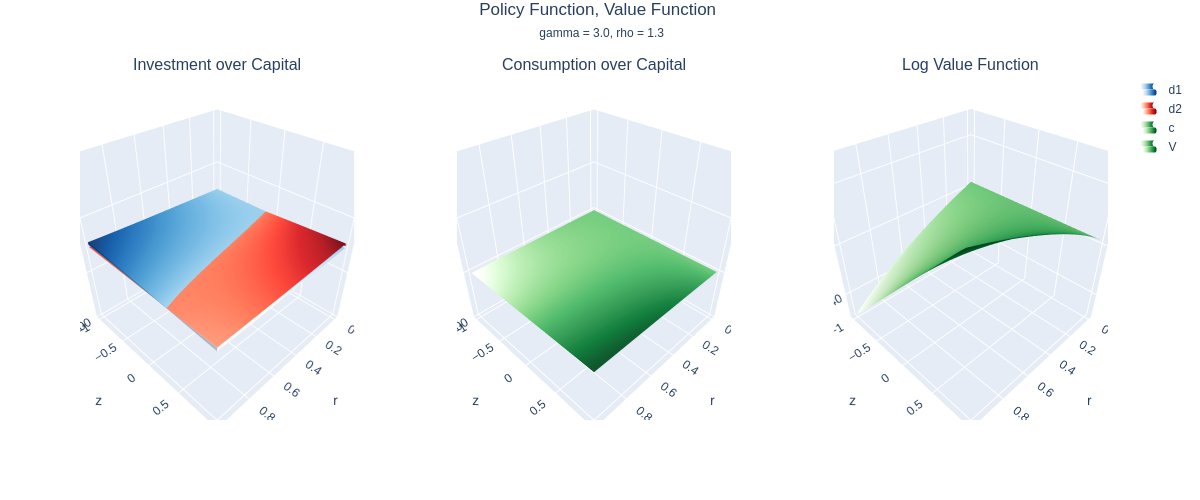 Policy Function, Value Function
gamma = 3.0, rho = 1.3
Investment over Capital
Consumption over Capital
Log Value Function
d1
d2
c
V
−0.5
0
0.5
z
0
0.2
0.4
0.6
0.8
r
−0.5
0
0.5
z
0
0.2
0.4
0.6
0.8
r
−1
−0.5
0
0.5
z
0
0.2
0.4
0.6
0.8
r